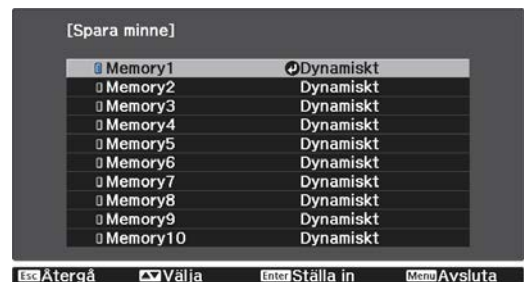 [Spara minne]
Memory1 Dynamiskt
Memory2 Dynamiskt
Memory3 Dynamiskt
Memory4 Dynamiskt
Memory5 Dynamiskt
Memory6 Dynamiskt
Memory7 Dynamiskt
Memory8 Dynamiskt
Memory9 Dynamiskt
Memory10 Dynamiskt
Esc Återgå Välja Enter Ställa in Menu Avsluta